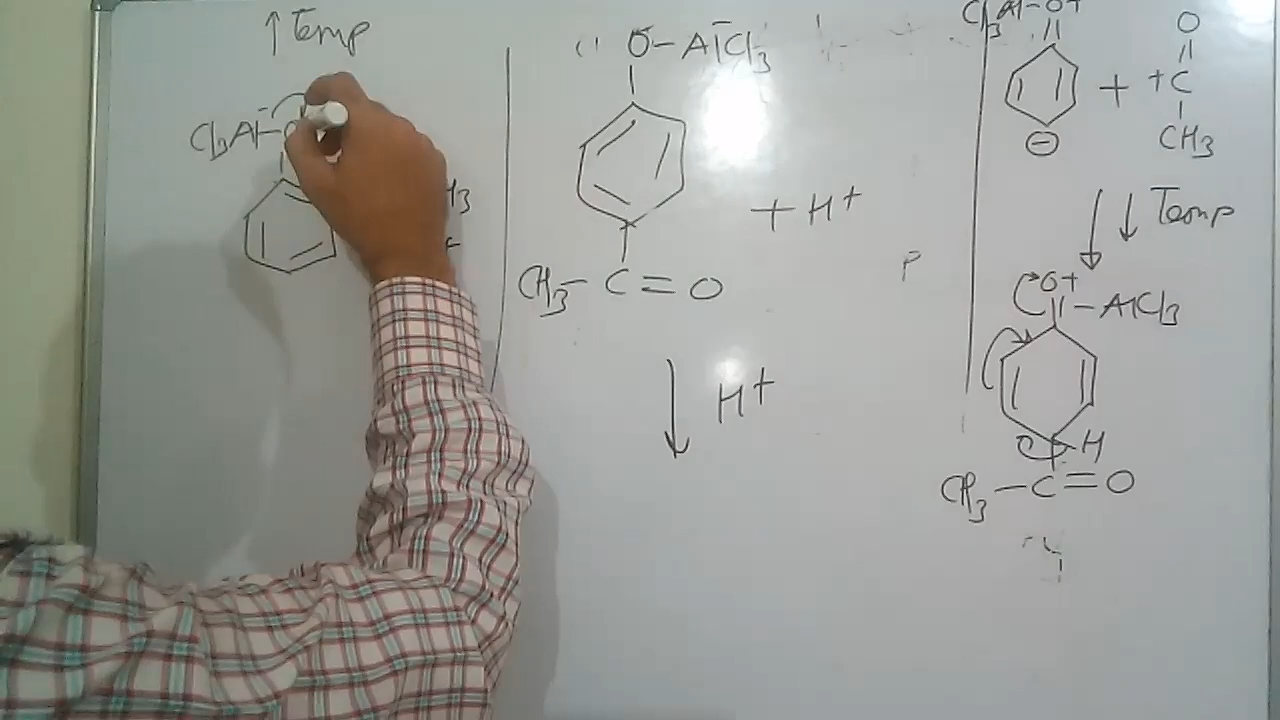 ↑ Temp
Cl3Al-
O-AlCl3
+ H+
CH3-C=O
↓ H+
Cl3Al-O+
+
O
+C
CH3
↓↓ Temp
O+
-AlCl3
H
CH3-C=O